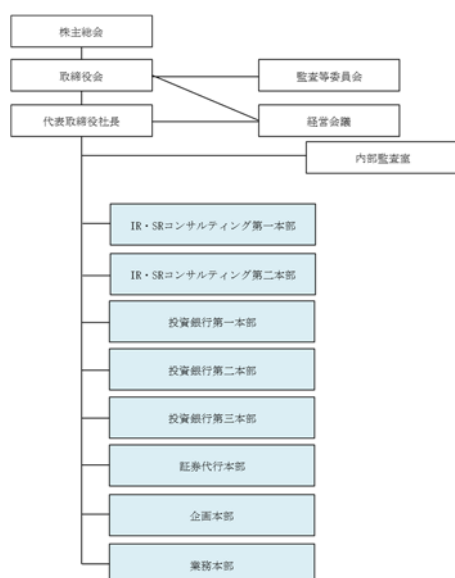 株主総会
取締役会
監査等委員会
代表取締役社長
経営会議
内部監査室
IR・SRコンサルティング第一本部
IR・SRコンサルティング第二本部
投資銀行第一本部
投資銀行第二本部
投資銀行第三本部
証券代行本部
企画本部
業務本部